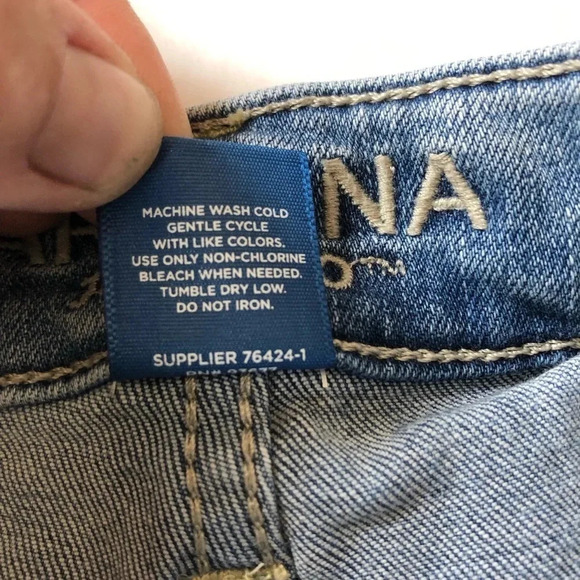 NA
MACHINE WASH COLD
GENTLE CYCLE
WITH LIKE COLORS.
USE ONLY NON-CHLORINE
BLEACH WHEN NEEDED.
TUMBLE DRY LOW.
DO NOT IRON.
SUPPLIER 76424-1